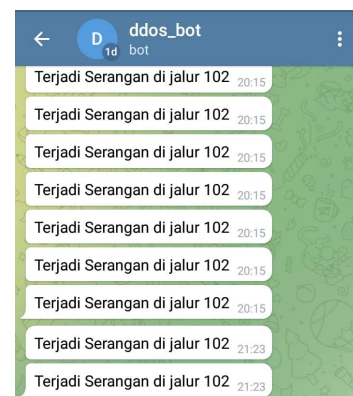 D
1d
ddos_bot
bot
Terjadi Serangan di jalur 102 20:15
Terjadi Serangan di jalur 102 20:15
Terjadi Serangan di jalur 102 20:15
Terjadi Serangan di jalur 102 20:15
Terjadi Serangan di jalur 102 20:15
Terjadi Serangan di jalur 102 20:15
Terjadi Serangan di jalur 102 20:15
Terjadi Serangan di jalur 102 21:23
Terjadi Serangan di jalur 102 21:23